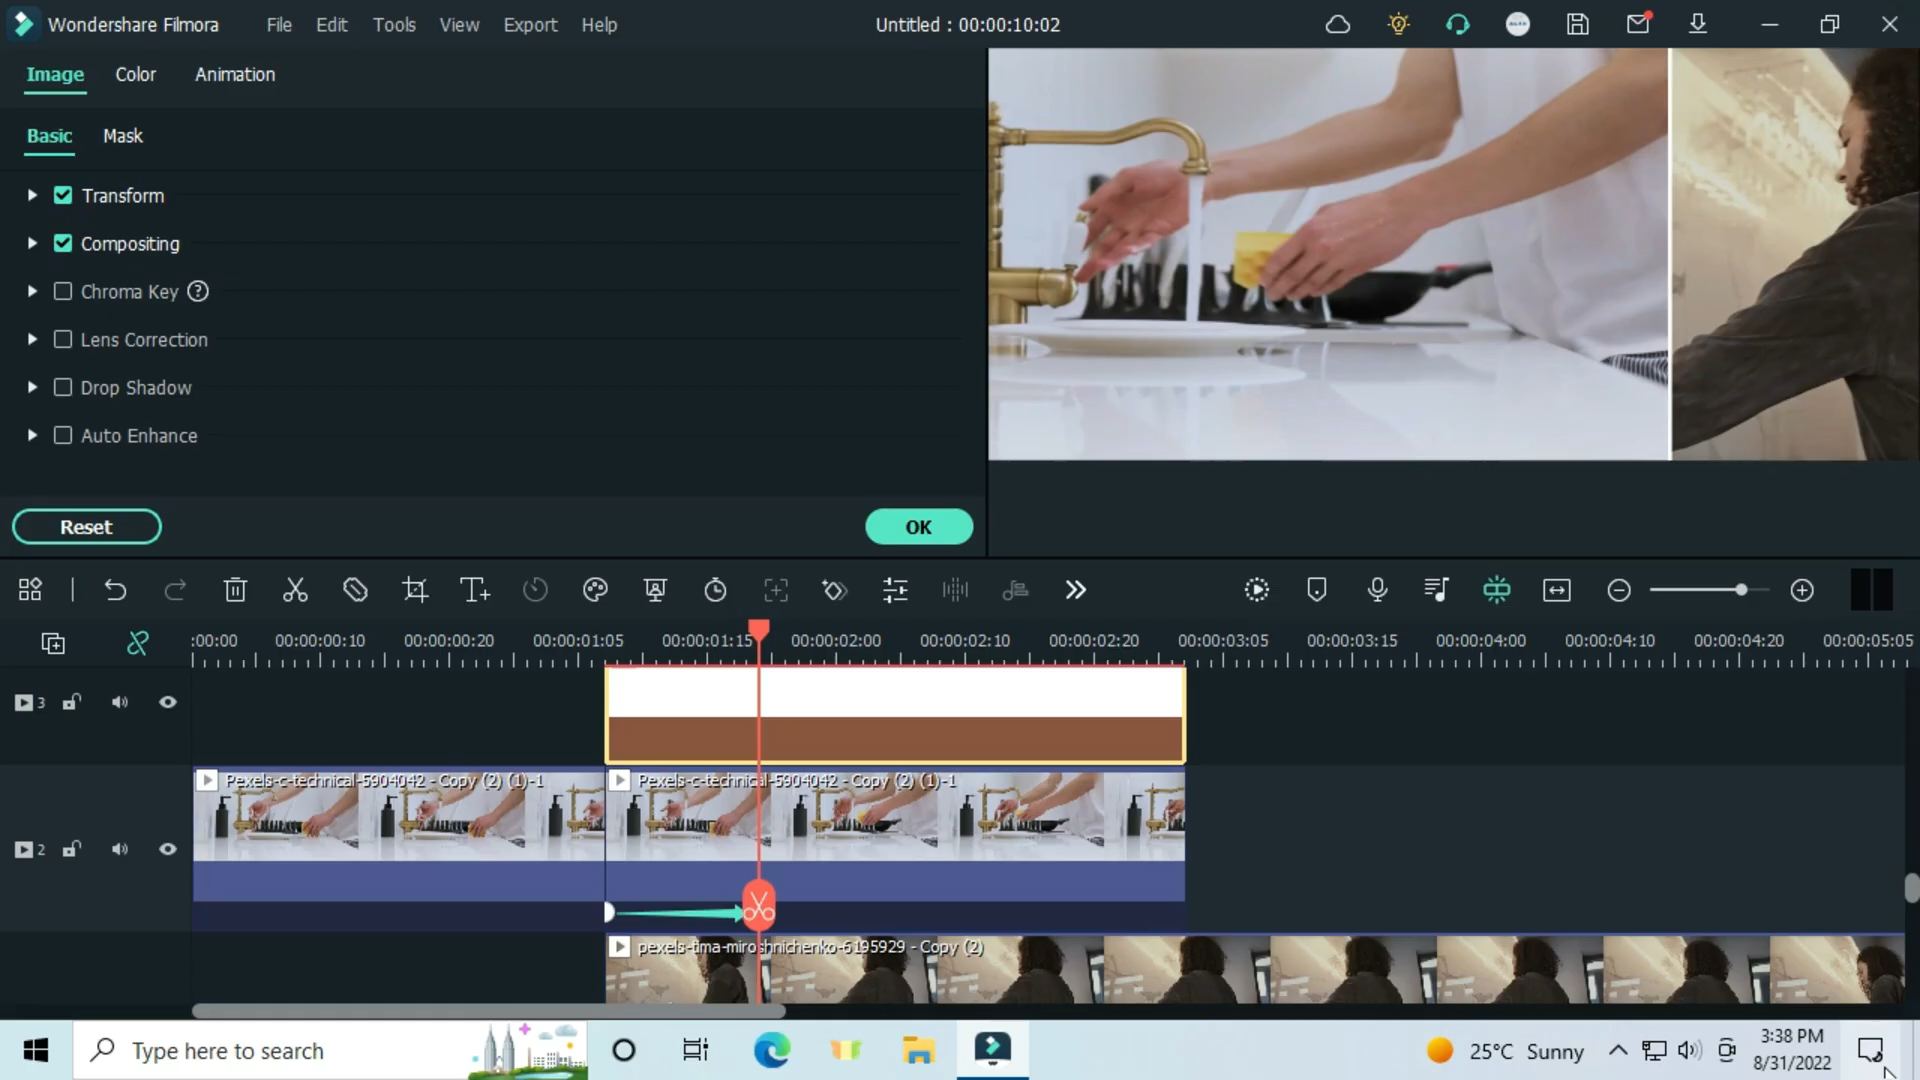 Wondershare Filmora File Edit Tools View Export Help Untitled : 00:00:10:02
Image Color Animation
Basic Mask
Transform
Compositing
Chroma Key ?
Lens Correction
Drop Shadow
Auto Enhance
Reset OK
:00:00 00:00:00:10 00:00:00:20 00:00:01:05 00:00:01:15 00:00:02:00 00:00:02:10 00:00:02:20 00:00:03:05 00:00:03:15 00:00:04:00 00:00:04:10 00:00:04:20 00:00:05:05
3
Pexels-c-technical-5904042 - Copy (2) (1)-1 Pexels-c-technical-5904042 - Copy (2) (1)-1
2
pexels-tima-miroshnichenko-6195929 - Copy (2)
Type here to search 25°C Sunny 3:38 PM
8/31/2022